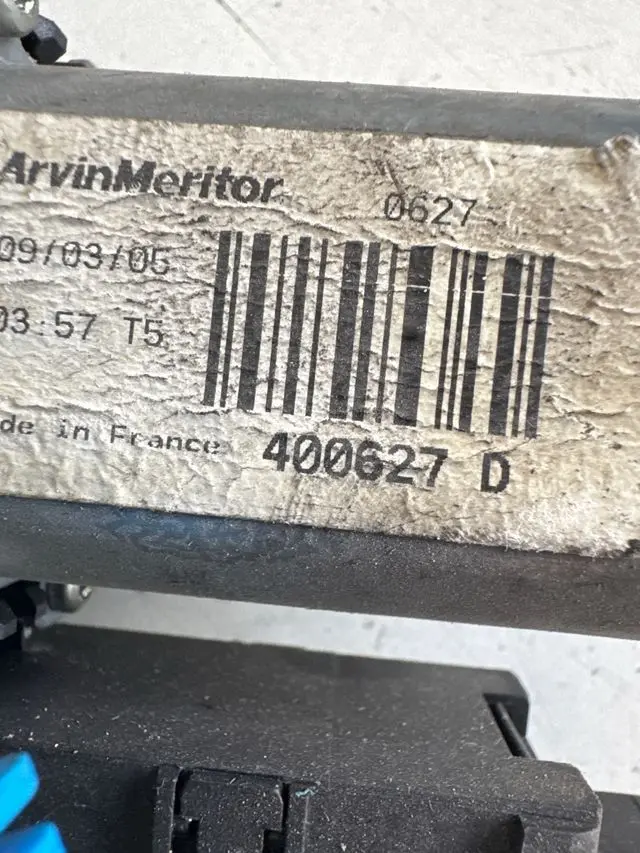 ArvinMeritor 0627
09/03/05
03:57 T5
de in France 400627 D